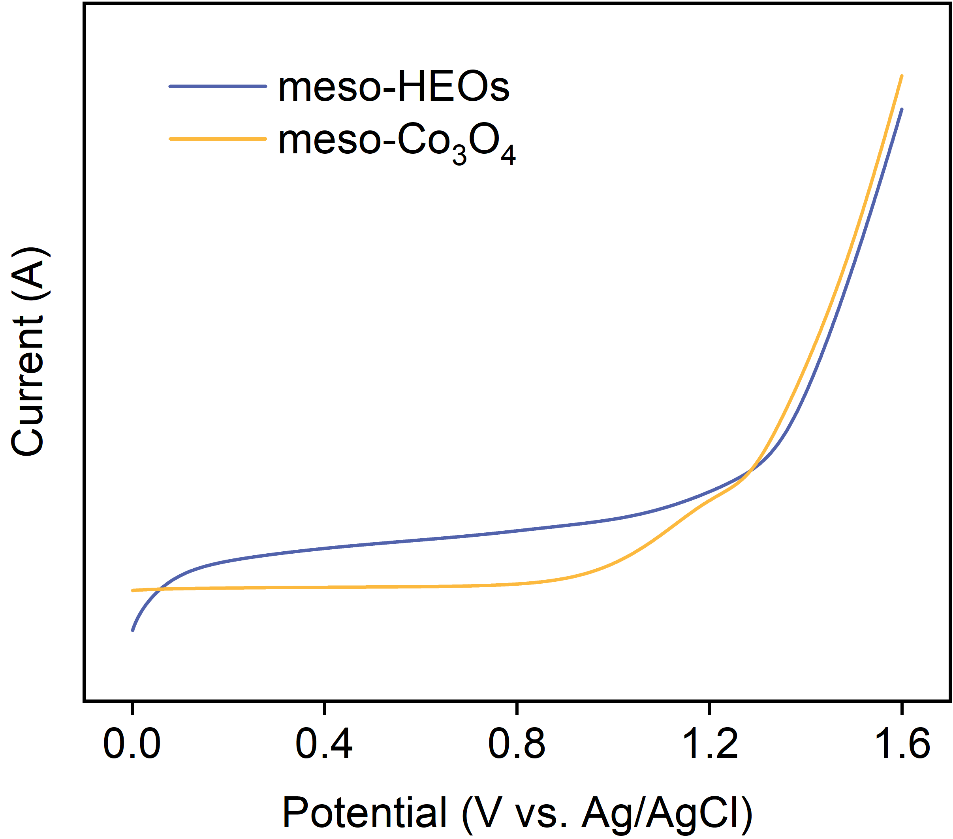 meso-HEOs
meso-Co₃O₄
Current (A)
0.0 0.4 0.8 1.2 1.6
Potential (V vs. Ag/AgCl)